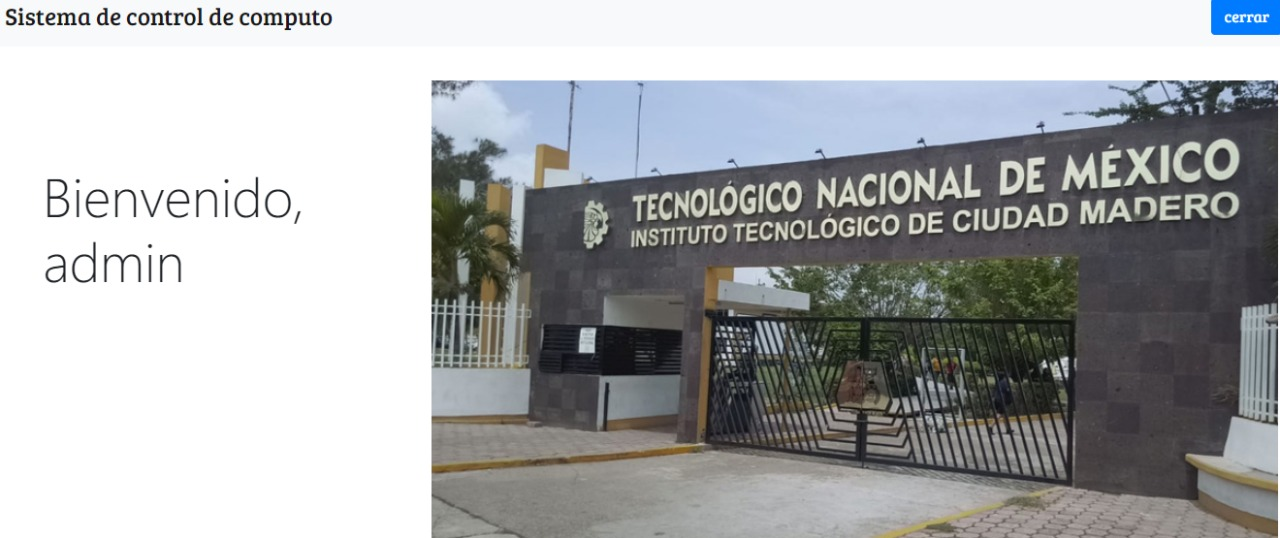 Sistema de control de computo
cerrar
Bienvenido,
admin
TECNOLÓGICO NACIONAL DE MÉXICO
INSTITUTO TECNOLÓGICO DE CIUDAD MADERO